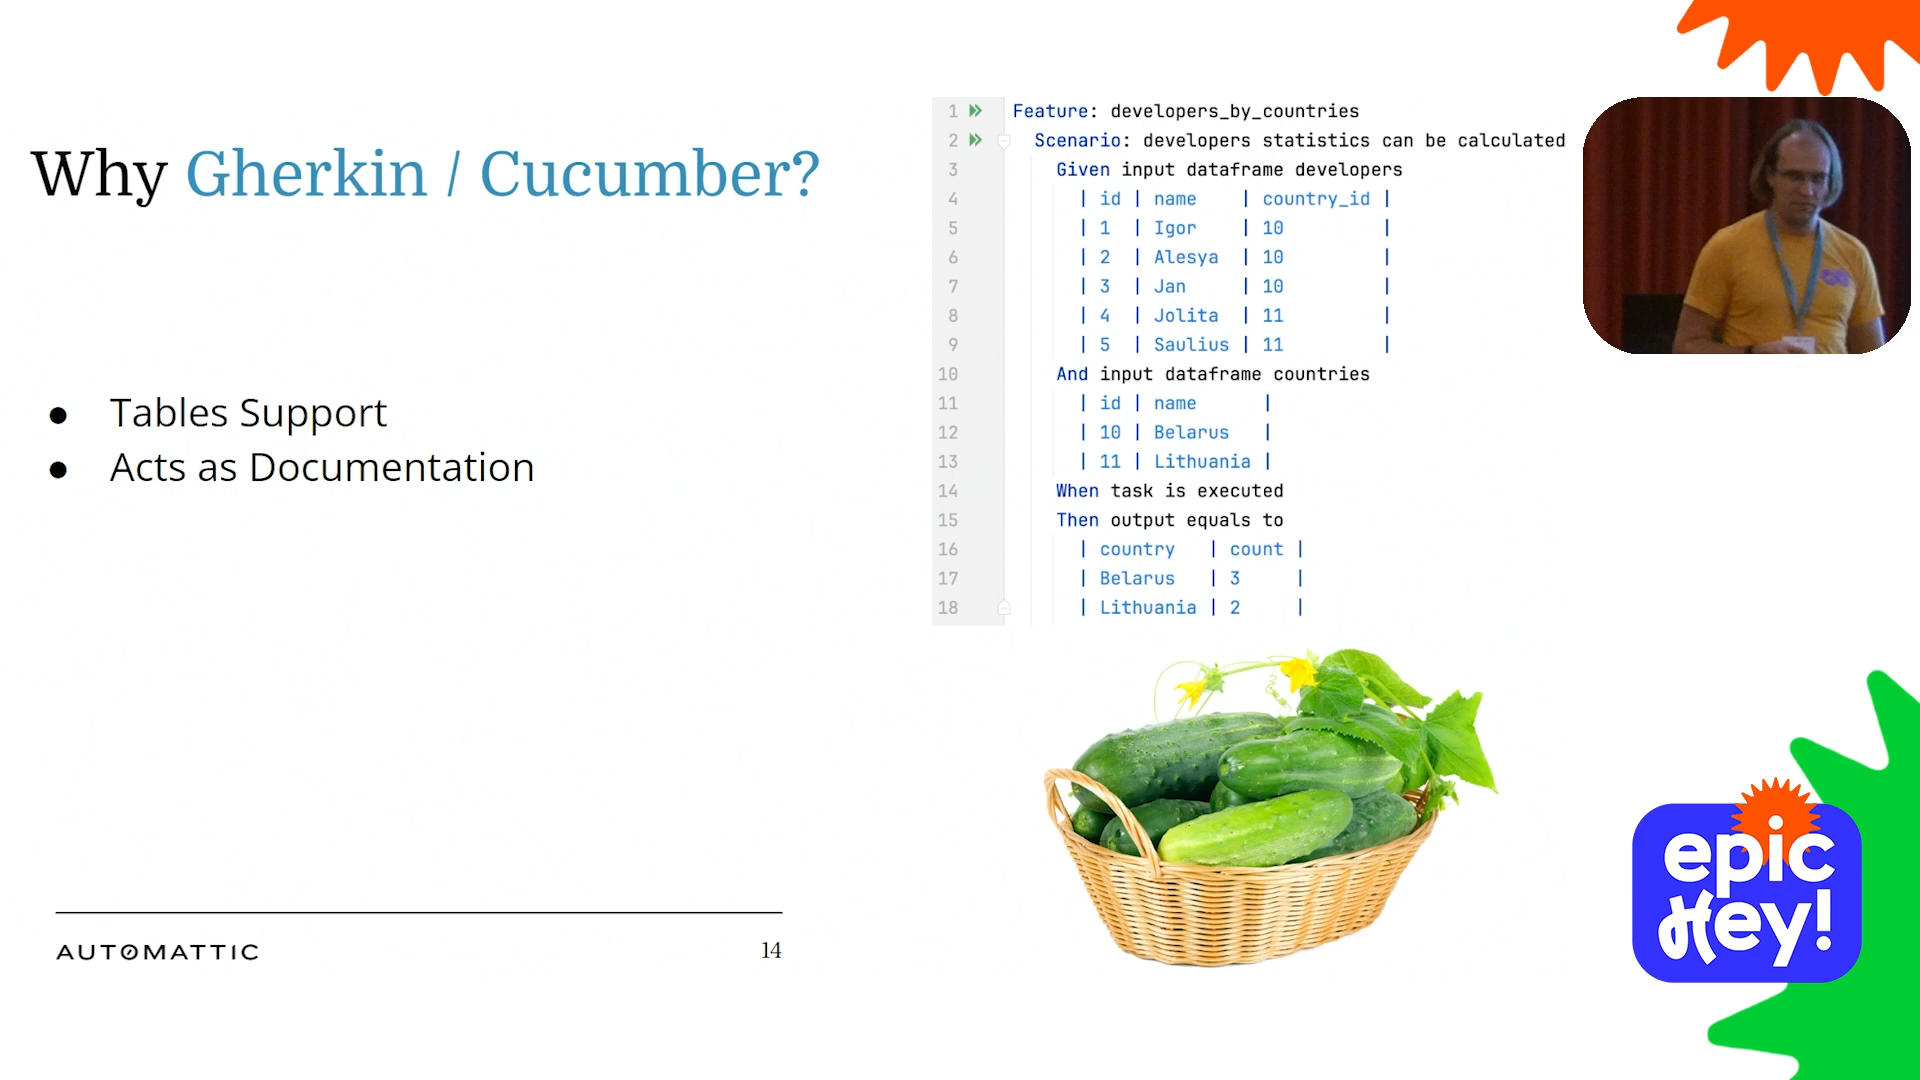 Why Gherkin / Cucumber?
● Tables Support
● Acts as Documentation
AUTOMATTIC
14
1 Feature: developers_by_countries
2 Scenario: developers statistics can be calculated
3 Given input dataframe developers
4 | id | name | country_id |
5 | 1 | Igor | 10 |
6 | 2 | Alesya | 10 |
7 | 3 | Jan | 10 |
8 | 4 | Jolita | 11 |
9 | 5 | Saulius | 11 |
10 And input dataframe countries
11 | id | name |
12 | 10 | Belarus |
13 | 11 | Lithuania |
14 When task is executed
15 Then output equals to
16 | country | count |
17 | Belarus | 3 |
18 | Lithuania | 2 |
epic
Hey!